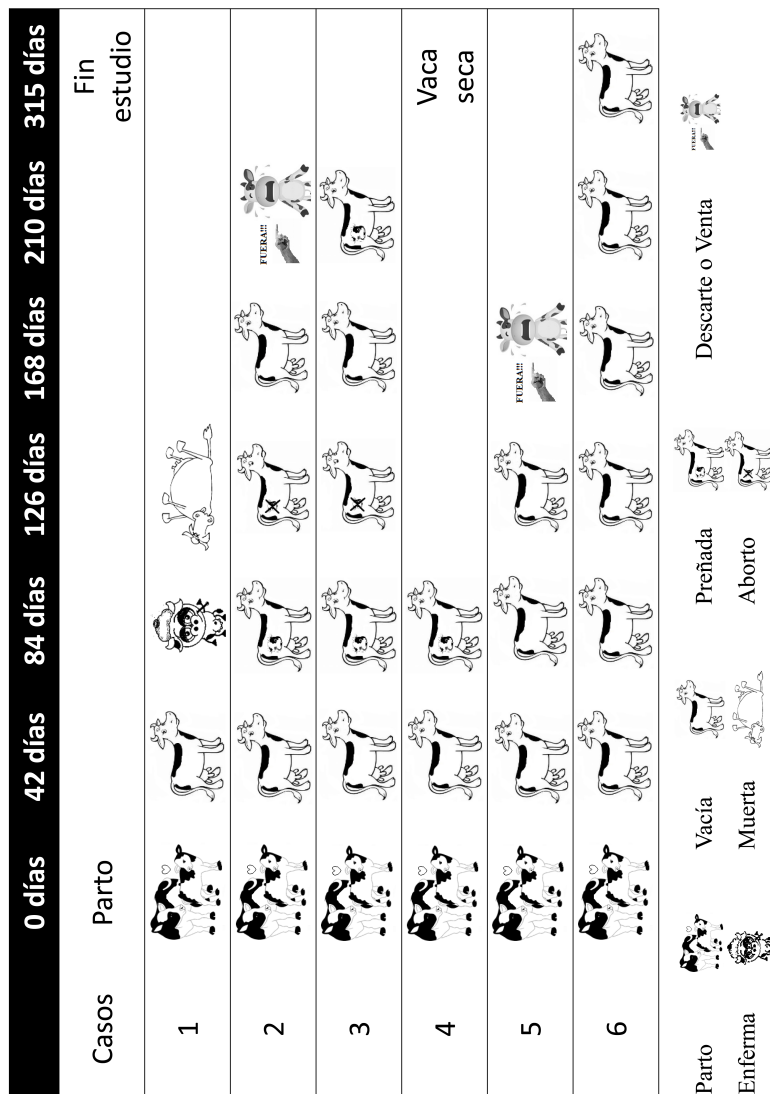 0 días 42 días 84 días 126 días 168 días 210 días 315 días
Casos Parto Fin
estudio
1
2 FUERA!!!
3
4 Vaca
seca
5 FUERA!!!
6
Parto Vacía Preñada Descarte o Venta FUERA!!!
Enferma Muerta Aborto